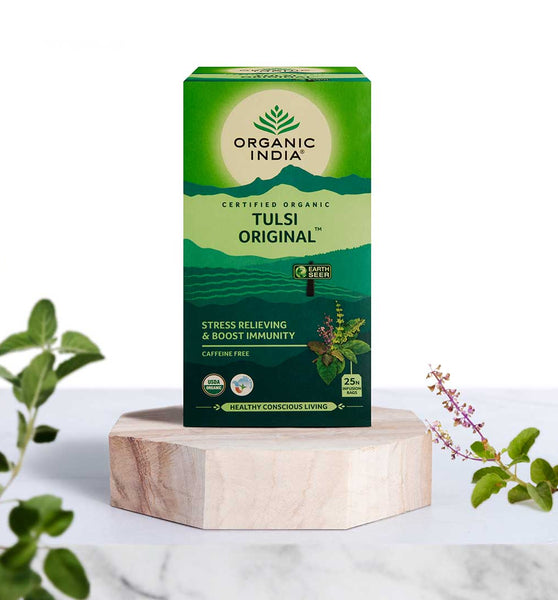 ORGANIC
INDIA®
CERTIFIED ORGANIC
TULSI
ORIGINAL™
EARTH
SEER
STRESS RELIEVING
& BOOST IMMUNITY
CAFFEINE FREE
USDA
ORGANIC
25N
INFUSION
BAGS
HEALTHY CONSCIOUS LIVING